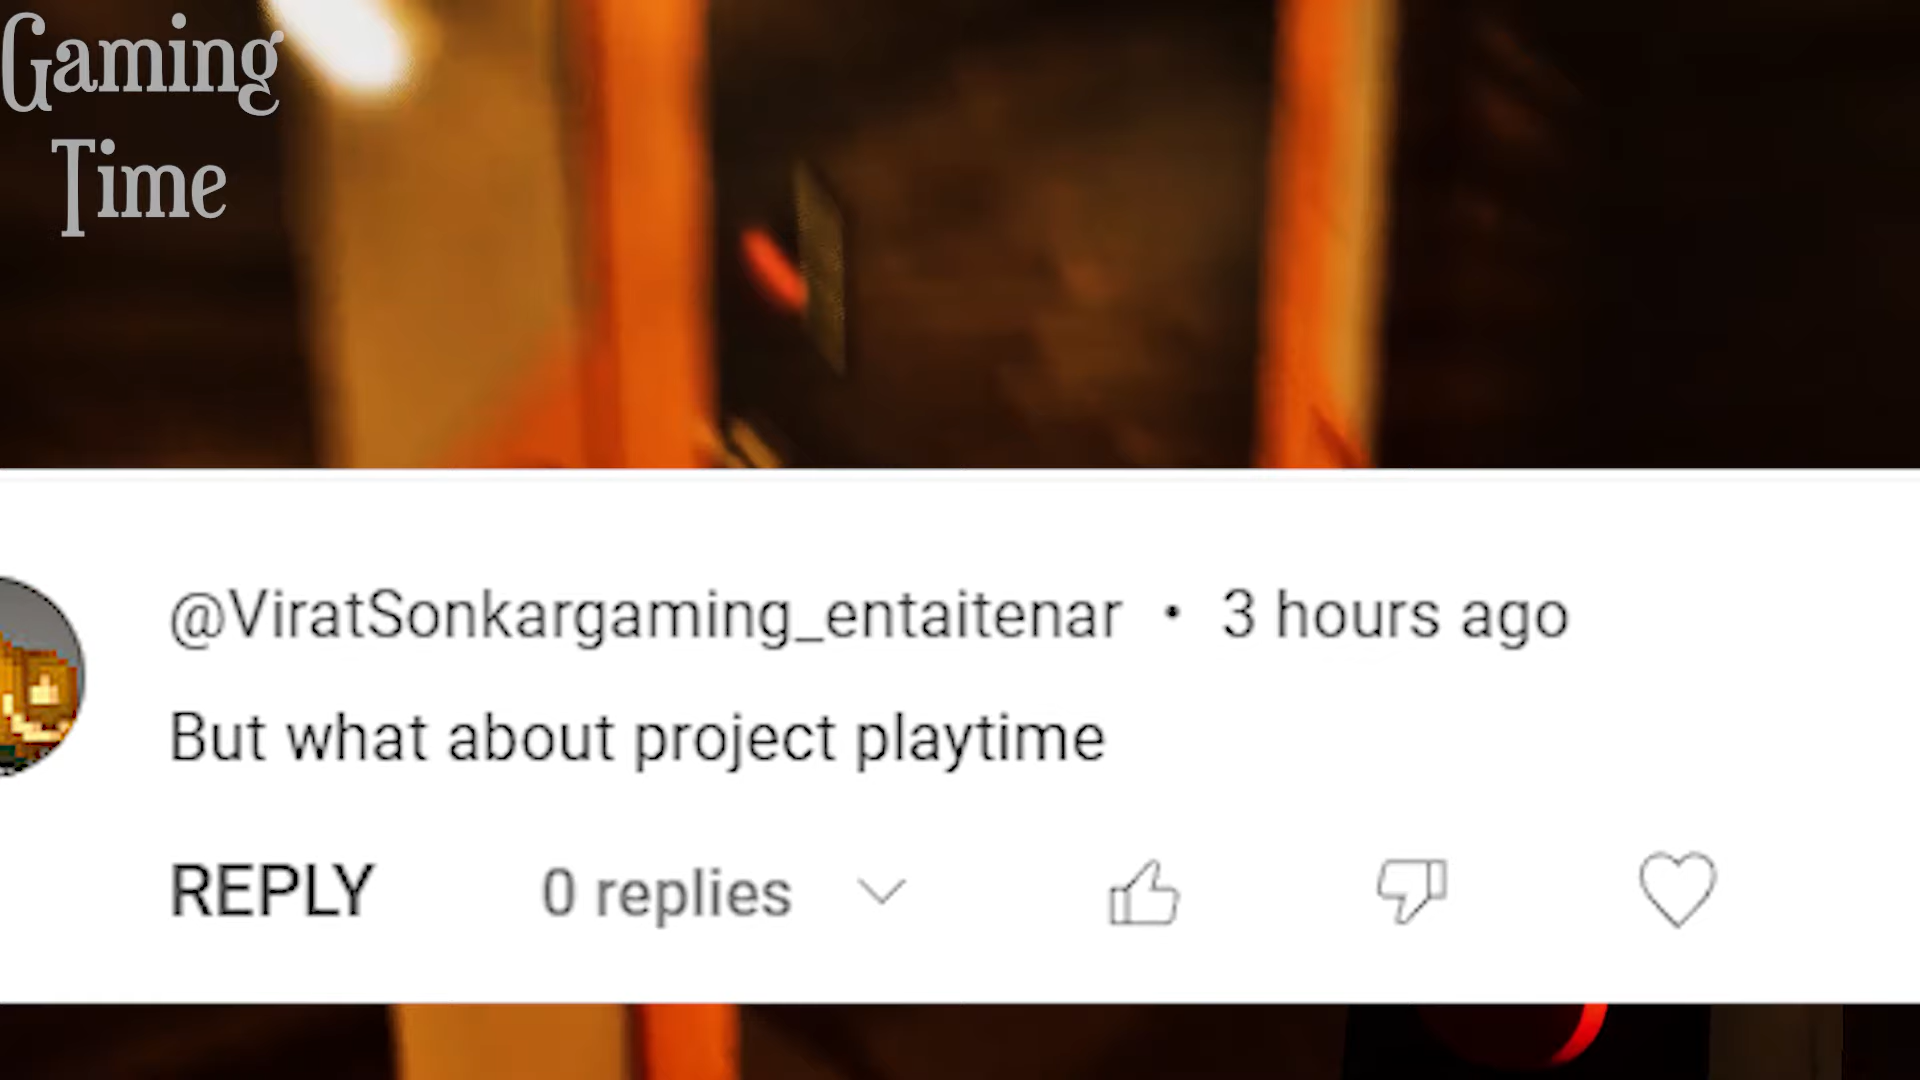 Gaming
Time
@ViratSonkargaming_entaitenar • 3 hours ago
But what about project playtime
REPLY 0 replies